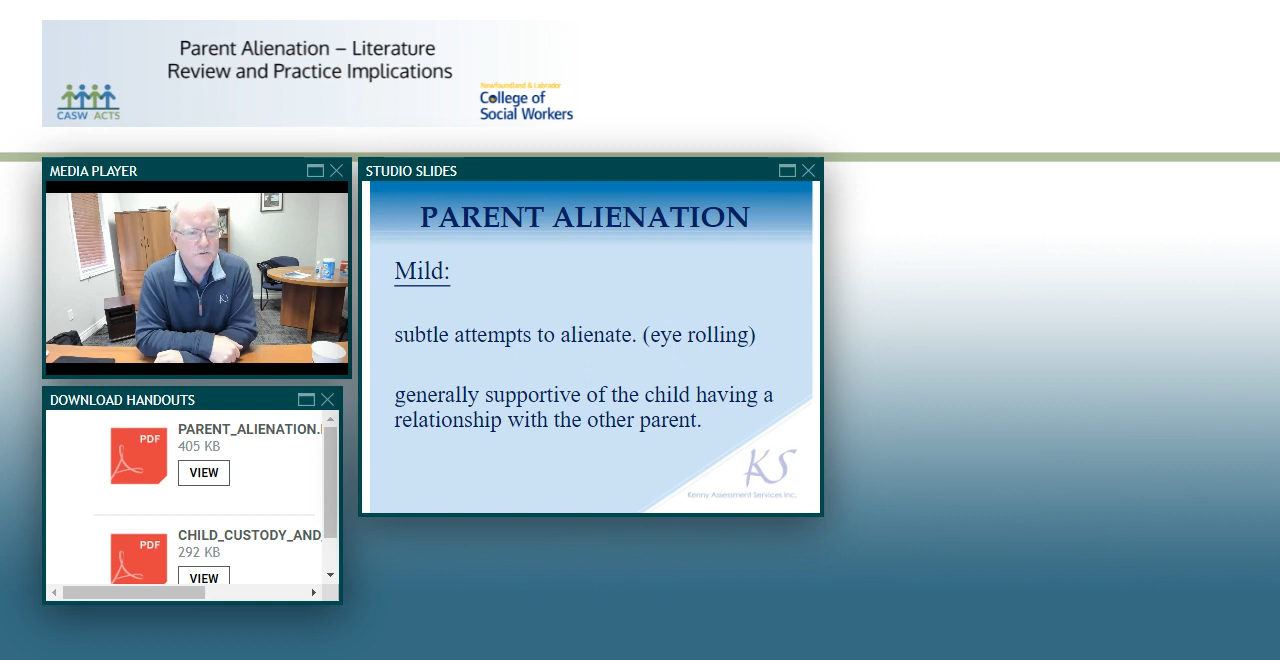 Parent Alienation – Literature
Review and Practice Implications
CASW ACTS
Newfoundland & Labrador
College of
Social Workers
MEDIA PLAYER
KS
STUDIO SLIDES
PARENT ALIENATION
Mild:
subtle attempts to alienate. (eye rolling)
generally supportive of the child having a
relationship with the other parent.
KS
Kenny Assessment Services Inc.
DOWNLOAD HANDOUTS
PDF
PARENT_ALIENATION.
405 KB
VIEW
PDF
CHILD_CUSTODY_AND_
292 KB
VIEW